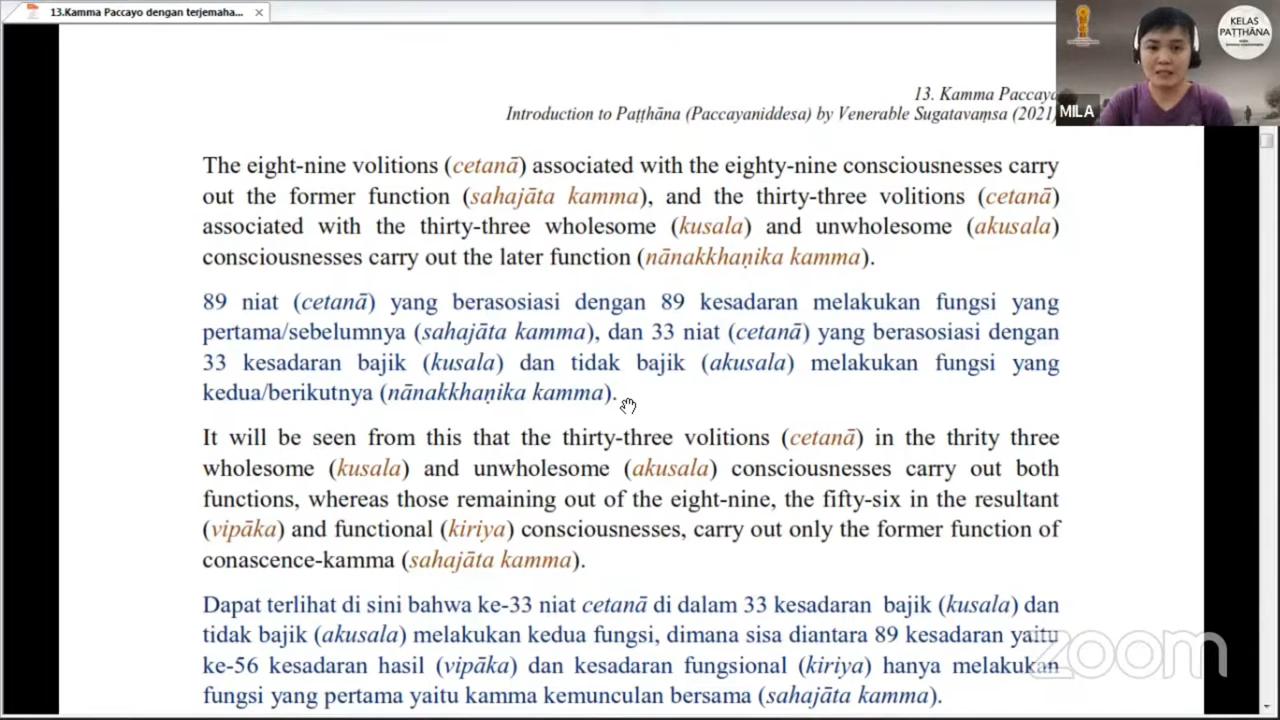 13.Kamma Paccayo dengan terjemaha...
KELAS
PAṬṬHĀNA
MILA
13. Kamma Paccaya
Introduction to Paṭṭhāna (Paccayaniddesa) by Venerable Sugatavaṃsa (2021)
The eight-nine volitions (cetanā) associated with the eighty-nine consciousnesses carry
out the former function (sahajāta kamma), and the thirty-three volitions (cetanā)
associated with the thirty-three wholesome (kusala) and unwholesome (akusala)
consciousnesses carry out the later function (nānakkhaṇika kamma).
89 niat (cetanā) yang berasosiasi dengan 89 kesadaran melakukan fungsi yang
pertama/sebelumnya (sahajāta kamma), dan 33 niat (cetanā) yang berasosiasi dengan
33 kesadaran bajik (kusala) dan tidak bajik (akusala) melakukan fungsi yang
kedua/berikutnya (nānakkhaṇika kamma).
It will be seen from this that the thirty-three volitions (cetanā) in the thrity three
wholesome (kusala) and unwholesome (akusala) consciousnesses carry out both
functions, whereas those remaining out of the eight-nine, the fifty-six in the resultant
(vipāka) and functional (kiriya) consciousnesses, carry out only the former function of
conascence-kamma (sahajāta kamma).
Dapat terlihat di sini bahwa ke-33 niat cetanā di dalam 33 kesadaran bajik (kusala) dan
tidak bajik (akusala) melakukan kedua fungsi, dimana sisa diantara 89 kesadaran yaitu
ke-56 kesadaran hasil (vipāka) dan kesadaran fungsional (kiriya) hanya melakukan
fungsi yang pertama yaitu kamma kemunculan bersama (sahajāta kamma).
zoom